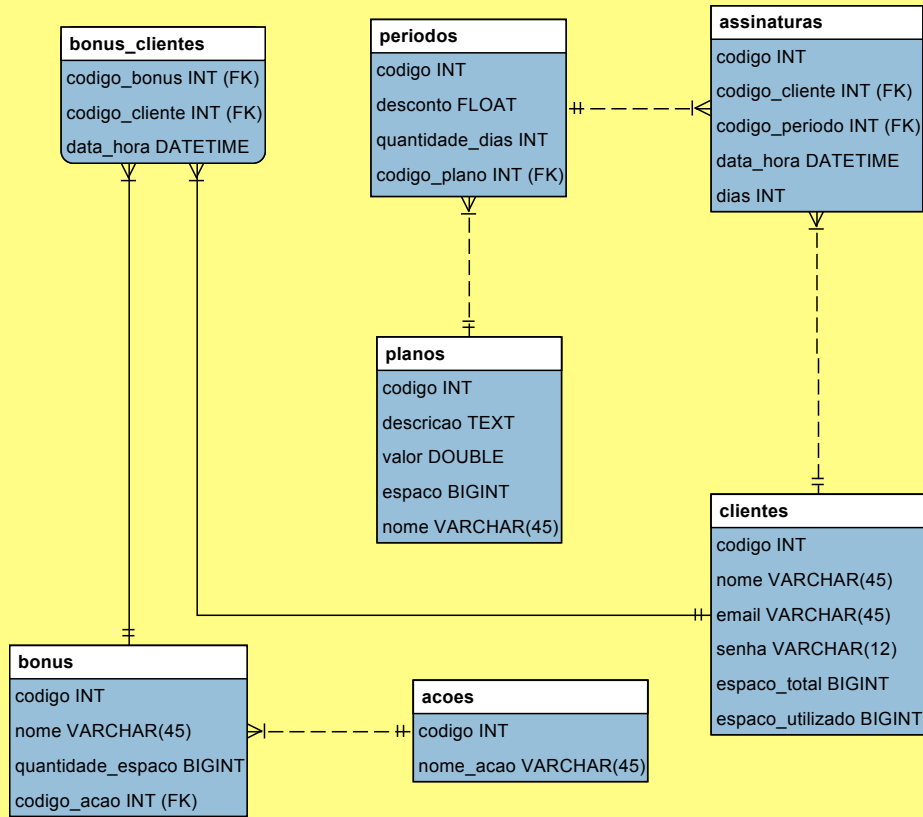 bonus_clientes
codigo_bonus INT (FK)
codigo_cliente INT (FK)
data_hora DATETIME
periodos
codigo INT
desconto FLOAT
quantidade_dias INT
codigo_plano INT (FK)
assinaturas
codigo INT
codigo_cliente INT (FK)
codigo_periodo INT (FK)
data_hora DATETIME
dias INT
planos
codigo INT
descricao TEXT
valor DOUBLE
espaco BIGINT
nome VARCHAR(45)
clientes
codigo INT
nome VARCHAR(45)
email VARCHAR(45)
senha VARCHAR(12)
espaco_total BIGINT
espaco_utilizado BIGINT
bonus
codigo INT
nome VARCHAR(45)
quantidade_espaco BIGINT
codigo_acao INT (FK)
acoes
codigo INT
nome_acao VARCHAR(45)